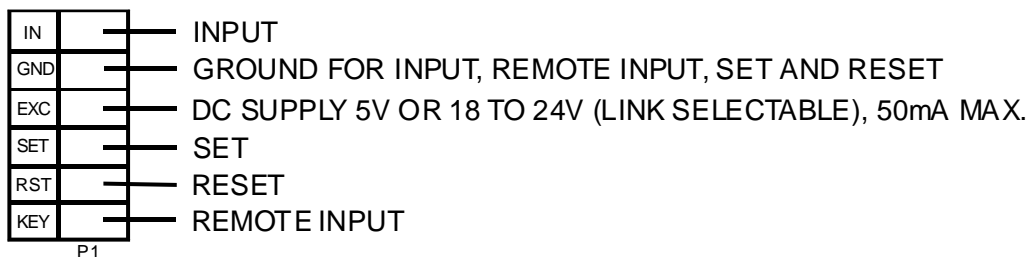 IN INPUT
GND GROUND FOR INPUT, REMOTE INPUT, SET AND RESET
EXC DC SUPPLY 5V OR 18 TO 24V (LINK SELECTABLE), 50mA MAX.
SET SET
RST RESET
KEY REMOTE INPUT
P1